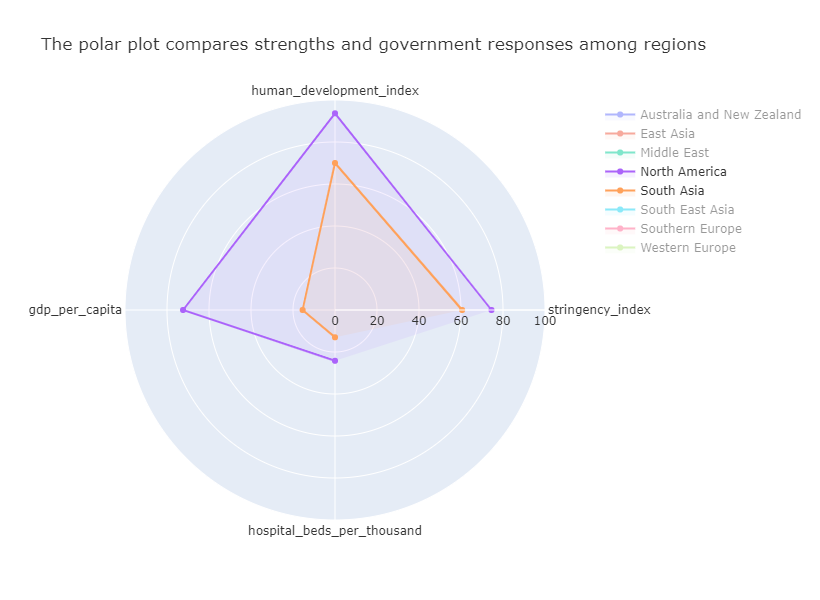 The polar plot compares strengths and government responses among regions
human_development_index
Australia and New Zealand
East Asia
Middle East
North America
South Asia
South East Asia
Southern Europe
Western Europe
gdp_per_capita
stringency_index
0 20 40 60 80 100
hospital_beds_per_thousand